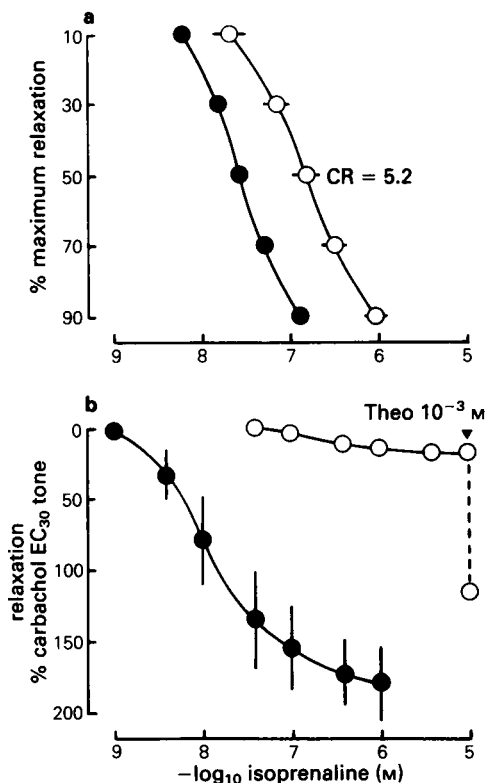 a
10
30
50
70
90
% maximum relaxation
CR = 5.2
9
8
7
6
5
b
0
50
100
150
200
relaxation
% carbachol EC₃₀ tone
Theo 10⁻³ M
9
8
7
6
5
−log₁₀ isoprenaline (M)